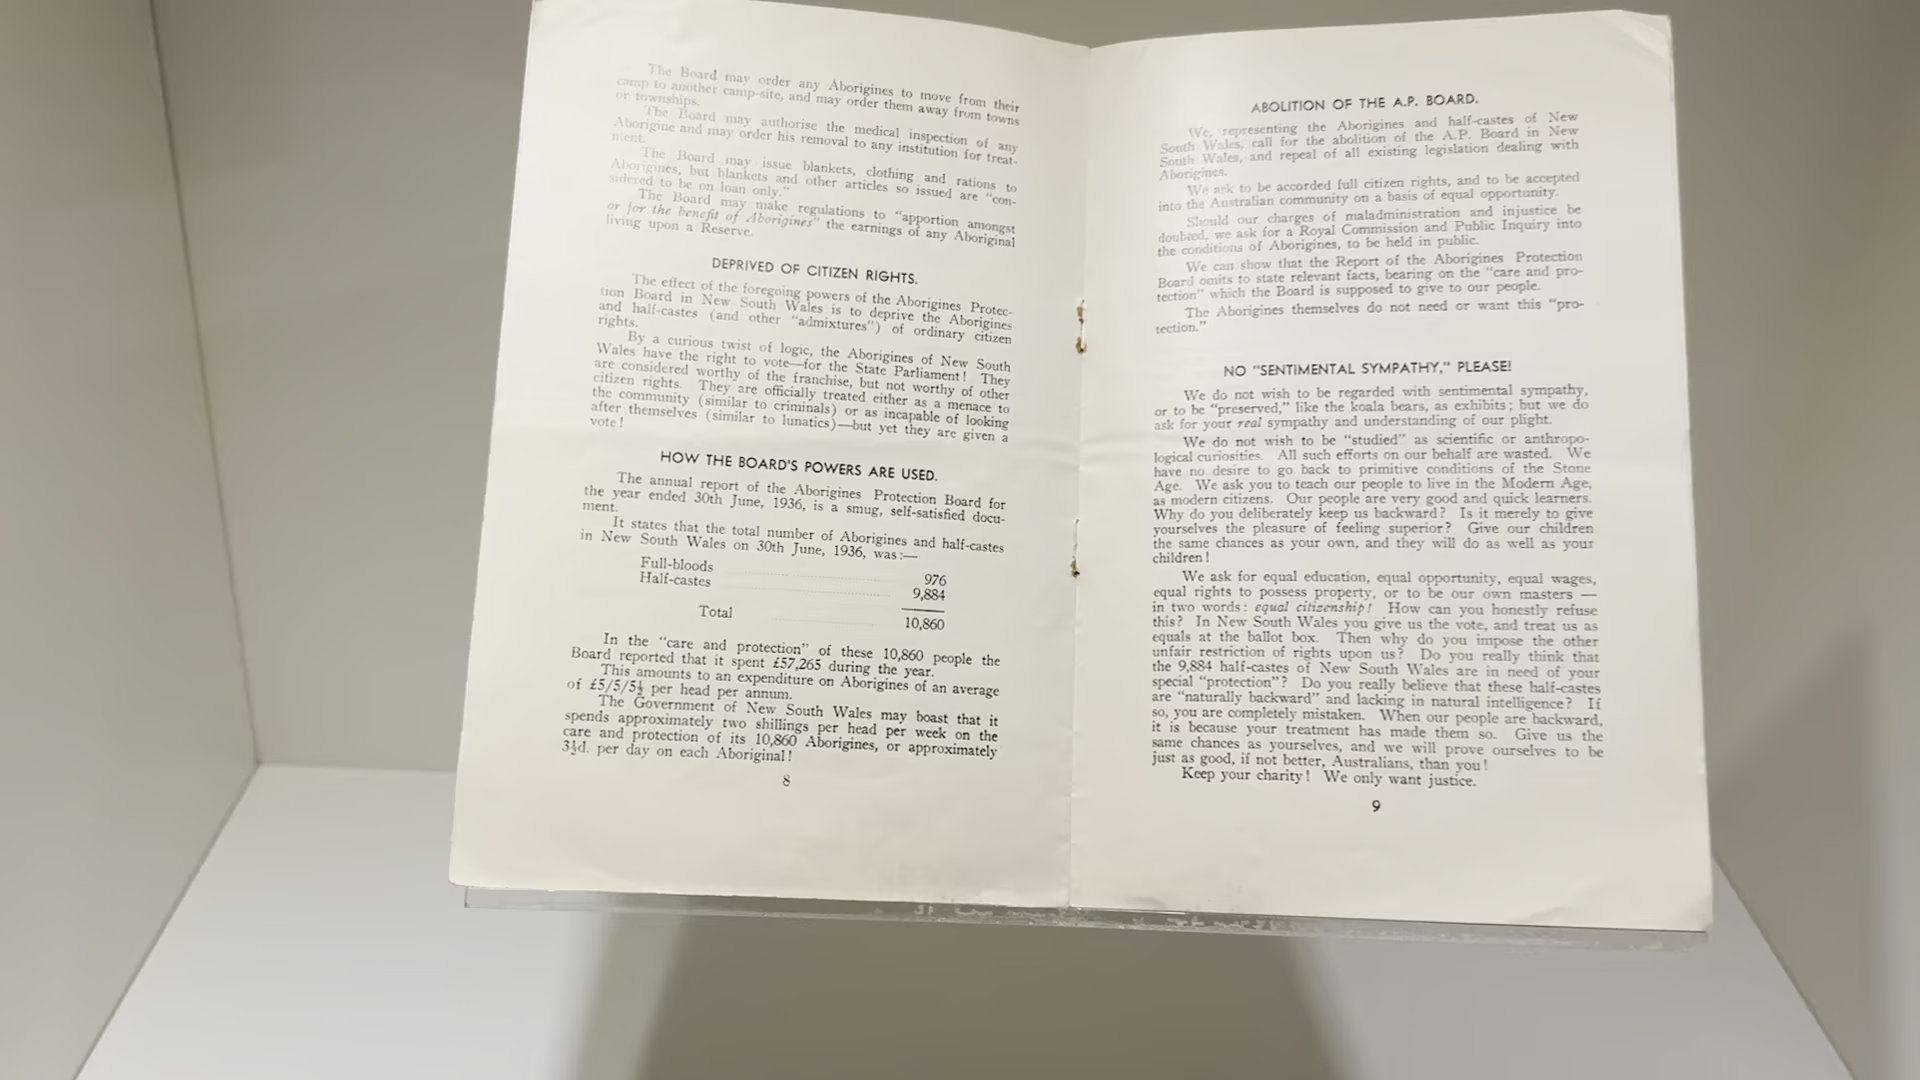 The Board may order any Aborigines to move from their
camp to another camp-site, and may order them away from towns
or townships.
The Board may authorise the medical inspection of any
Aborigine and may order his removal to any institution for treat-
ment.
The Board may issue blankets, clothing and rations to
Aborigines, but blankets and other articles so issued are "con-
sidered to be on loan only."
The Board may make regulations to "apportion amongst
or for the benefit of Aborigines" the earnings of any Aboriginal
living upon a Reserve.
DEPRIVED OF CITIZEN RIGHTS.
The effect of the foregoing powers of the Aborigines Protec-
tion Board in New South Wales is to deprive the Aborigines
and half-castes (and other "admixtures") of ordinary citizen
rights.
By a curious twist of logic, the Aborigines of New South
Wales have the right to vote—for the State Parliament! They
are considered worthy of the franchise, but not worthy of other
citizen rights. They are officially treated either as a menace to
the community (similar to criminals) or as incapable of looking
after themselves (similar to lunatics)—but yet they are given a
vote!
HOW THE BOARD'S POWERS ARE USED.
The annual report of the Aborigines Protection Board for
the year ended 30th June, 1936, is a smug, self-satisfied docu-
ment.
It states that the total number of Aborigines and half-castes
in New South Wales on 30th June, 1936, was:—
Full-bloods 976
Half-castes 9,884
Total 10,860
In the "care and protection" of these 10,860 people the
Board reported that it spent £57,265 during the year.
This amounts to an expenditure on Aborigines of an average
of £5/5/5½ per head per annum.
The Government of New South Wales may boast that it
spends approximately two shillings per head per week on the
care and protection of its 10,860 Aborigines, or approximately
3½d. per day on each Aboriginal!
8
ABOLITION OF THE A.P. BOARD.
We, representing the Aborigines and half-castes of New
South Wales, call for the abolition of the A.P. Board in New
South Wales, and repeal of all existing legislation dealing with
Aborigines.
We ask to be accorded full citizen rights, and to be accepted
into the Australian community on a basis of equal opportunity.
Should our charges of maladministration and injustice be
doubted, we ask for a Royal Commission and Public Inquiry into
the conditions of Aborigines, to be held in public.
We can show that the Report of the Aborigines Protection
Board omits to state relevant facts, bearing on the "care and pro-
tection" which the Board is supposed to give to our people.
The Aborigines themselves do not need or want this "pro-
tection."
NO "SENTIMENTAL SYMPATHY," PLEASE!
We do not wish to be regarded with sentimental sympathy,
or to be "preserved," like the koala bears, as exhibits; but we do
ask for your real sympathy and understanding of our plight.
We do not wish to be "studied" as scientific or anthropo-
logical curiosities. All such efforts on our behalf are wasted. We
have no desire to go back to primitive conditions of the Stone
Age. We ask you to teach our people to live in the Modern Age,
as modern citizens. Our people are very good and quick learners.
Why do you deliberately keep us backward? Is it merely to give
yourselves the pleasure of feeling superior? Give our children
the same chances as your own, and they will do as well as your
children!
We ask for equal education, equal opportunity, equal wages,
equal rights to possess property, or to be our own masters —
in two words: equal citizenship! How can you honestly refuse
this? In New South Wales you give us the vote, and treat us as
equals at the ballot box. Then why do you impose the other
unfair restriction of rights upon us? Do you really think that
the 9,884 half-castes of New South Wales are in need of your
special "protection"? Do you really believe that these half-castes
are "naturally backward" and lacking in natural intelligence? If
so, you are completely mistaken. When our people are backward,
it is because your treatment has made them so. Give us the
same chances as yourselves, and we will prove ourselves to be
just as good, if not better, Australians, than you!
Keep your charity! We only want justice.
9